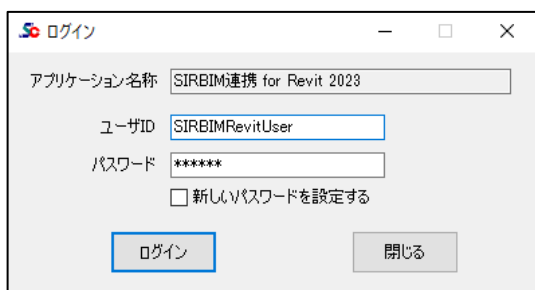 Sc ログイン
アプリケーション名称 SIRBIM連携 for Revit 2023
ユーザID SIRBIMRevitUser
パスワード ******
新しいパスワードを設定する
ログイン 閉じる